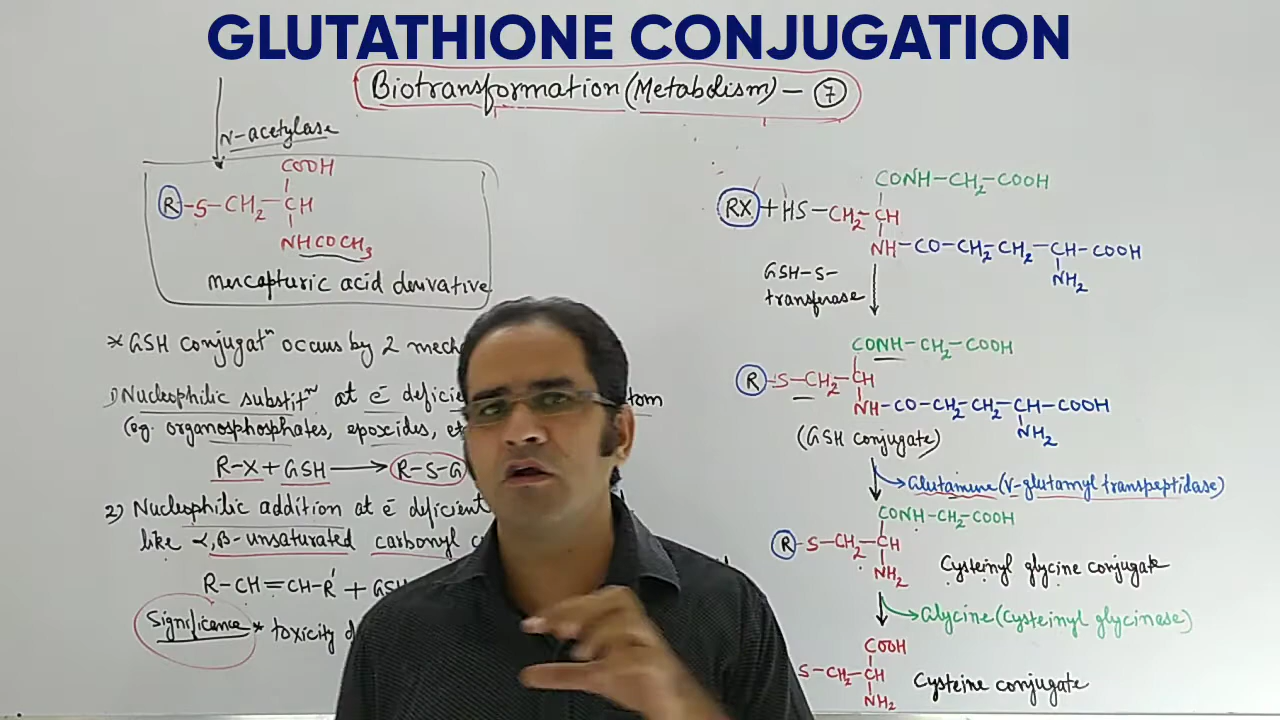 GLUTATHIONE CONJUGATION
Biotransformation (Metabolism) – 7
N-acetylase
COOH
R–S–CH2–CH
NHCOCH3
mercapturic acid derivative
* GSH conjugatn occurs by 2 mech
1) Nucleophilic substitn at e- deficie tom
(eg. organosphosphates, epoxides, et
R–X + GSH ⟶ R–S–G
2) Nucleophilic addition at e- deficient
like α,β-unsaturated carbonyl c
R–CH=CH–R' + GSH
Significance * toxicity d
CONH–CH2–COOH
RX + HS–CH2–CH
NH–CO–CH2–CH2–CH–COOH
NH2
GSH–S–
transferase
CONH–CH2–COOH
R–S–CH2–CH
NH–CO–CH2–CH2–CH–COOH
NH2
(GSH conjugate)
Glutamine (γ-glutamyl transpeptidase)
CONH–CH2–COOH
R–S–CH2–CH
NH2
Cysteinyl glycine conjugate
Glycine (Cysteinyl glycinase)
COOH
S–CH2–CH
NH2
Cysteine conjugate